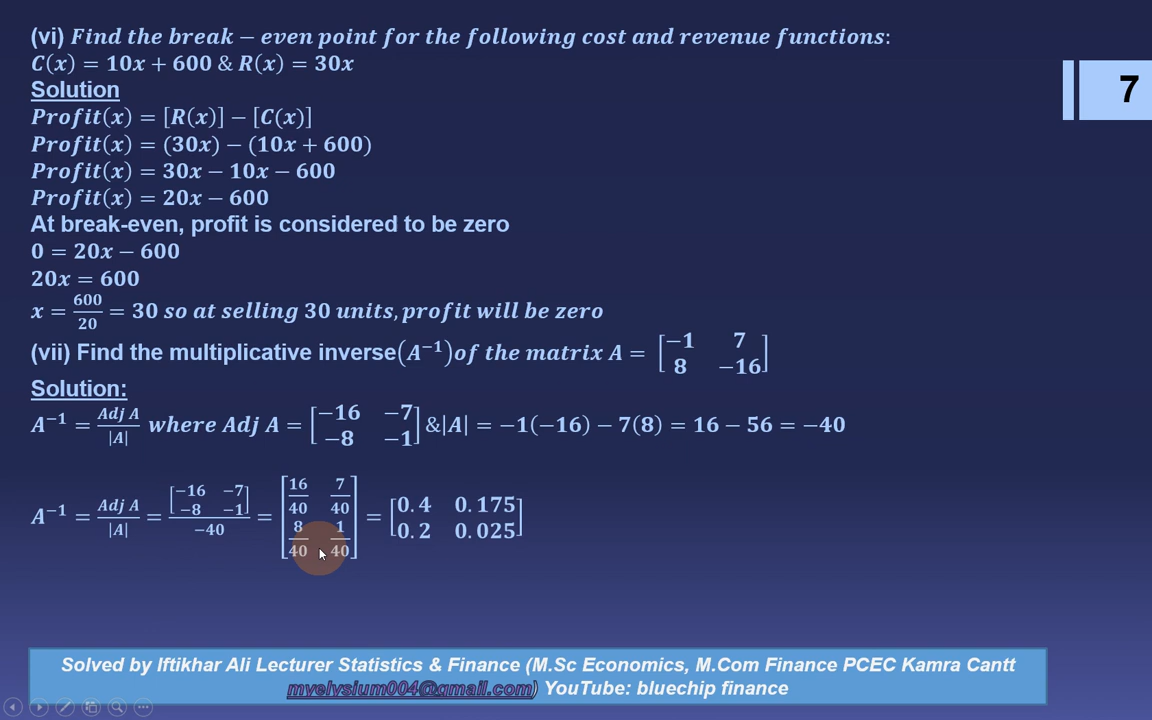 (vi) Find the break − even point for the following cost and revenue functions:
C(x) = 10x + 600 & R(x) = 30x
Solution
Profit(x) = [R(x)] − [C(x)]
Profit(x) = (30x) − (10x + 600)
Profit(x) = 30x − 10x − 600
Profit(x) = 20x − 600
At break-even, profit is considered to be zero
0 = 20x − 600
20x = 600
x = 600/20 = 30 so at selling 30 units, profit will be zero
(vii) Find the multiplicative inverse(A⁻¹)of the matrix A = [−1 7; 8 −16]
Solution:
A⁻¹ = Adj A/|A| where Adj A = [−16 −7; −8 −1] &|A| = −1(−16) − 7(8) = 16 − 56 = −40
A⁻¹ = Adj A/|A| = [−16 −7; −8 −1]/−40 = [16/40 7/40; 8/40 1/40] = [0.4 0.175; 0.2 0.025]
7
Solved by Iftikhar Ali Lecturer Statistics & Finance (M.Sc Economics, M.Com Finance PCEC Kamra Cantt
myelysium004@gmail.com) YouTube: bluechip finance